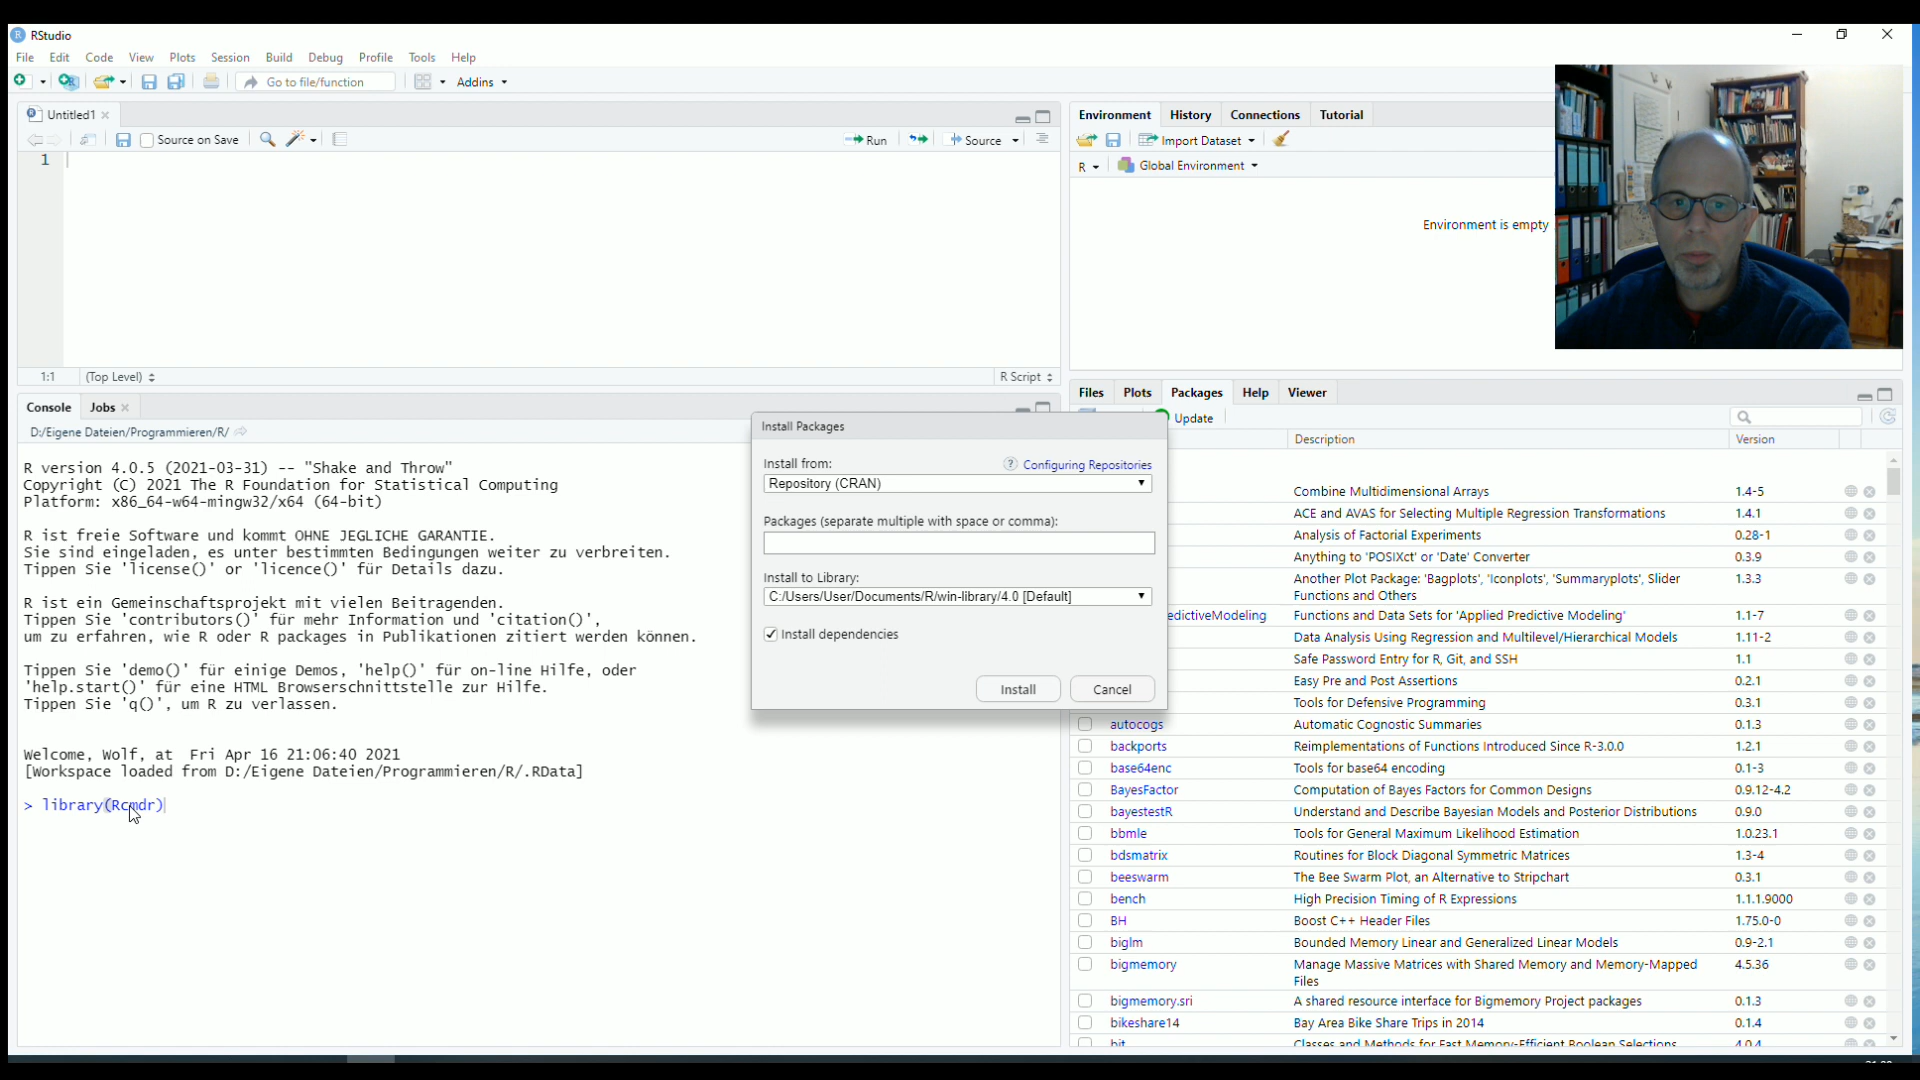 RStudio
File Edit Code View Plots Session Build Debug Profile Tools Help
Go to file/function Addins
Untitled1
Source on Save Run Source
1
1:1 (Top Level) R Script
Console Jobs
D:/Eigene Dateien/Programmieren/R/
R version 4.0.5 (2021-03-31) -- "Shake and Throw"
Copyright (C) 2021 The R Foundation for Statistical Computing
Platform: x86_64-w64-mingw32/x64 (64-bit)
R ist freie Software und kommt OHNE JEGLICHE GARANTIE.
Sie sind eingeladen, es unter bestimmten Bedingungen weiter zu verbreiten.
Tippen Sie 'license()' or 'licence()' für Details dazu.
R ist ein Gemeinschaftsprojekt mit vielen Beitragenden.
Tippen Sie 'contributors()' für mehr Information und 'citation()',
um zu erfahren, wie R oder R packages in Publikationen zitiert werden können.
Tippen Sie 'demo()' für einige Demos, 'help()' für on-line Hilfe, oder
'help.start()' für eine HTML Browserschnittstelle zur Hilfe.
Tippen Sie 'q()', um R zu verlassen.
Welcome, Wolf, at Fri Apr 16 21:06:40 2021
[Workspace loaded from D:/Eigene Dateien/Programmieren/R/.RData]
> library(Rcmdr)
Install Packages
Install from:
? Configuring Repositories
Repository (CRAN)
Packages (separate multiple with space or comma):
Install to Library:
C:/Users/User/Documents/R/win-library/4.0 [Default]
Install dependencies
Install Cancel
Environment History Connections Tutorial
Import Dataset
R Global Environment
Environment is empty
Files Plots Packages Help Viewer
Update
Description Version
Combine Multidimensional Arrays 1.4-5
ACE and AVAS for Selecting Multiple Regression Transformations 1.4.1
Analysis of Factorial Experiments 0.28-1
Anything to 'POSIXct' or 'Date' Converter 0.3.9
Another Plot Package: 'Bagplots', 'Iconplots', 'Summaryplots', Slider 1.3.3
Functions and Others
edictiveModeling Functions and Data Sets for 'Applied Predictive Modeling' 1.1-7
Data Analysis Using Regression and Multilevel/Hierarchical Models 1.11-2
Safe Password Entry for R, Git, and SSH 1.1
Easy Pre and Post Assertions 0.2.1
Tools for Defensive Programming 0.3.1
autocogs Automatic Cognostic Summaries 0.1.3
backports Reimplementations of Functions Introduced Since R-3.0.0 1.2.1
base64enc Tools for base64 encoding 0.1-3
BayesFactor Computation of Bayes Factors for Common Designs 0.9.12-4.2
bayestestR Understand and Describe Bayesian Models and Posterior Distributions 0.9.0
bbmle Tools for General Maximum Likelihood Estimation 1.0.23.1
bdsmatrix Routines for Block Diagonal Symmetric Matrices 1.3-4
beeswarm The Bee Swarm Plot, an Alternative to Stripchart 0.3.1
bench High Precision Timing of R Expressions 1.1.1.9000
BH Boost C++ Header Files 1.75.0-0
biglm Bounded Memory Linear and Generalized Linear Models 0.9-2.1
bigmemory Manage Massive Matrices with Shared Memory and Memory-Mapped 4.5.36
Files
bigmemory.sri A shared resource interface for Bigmemory Project packages 0.1.3
bikeshare14 Bay Area Bike Share Trips in 2014 0.1.4
bit Classes and Methods for Fast Memory-Efficient Boolean Selections 4.0.4